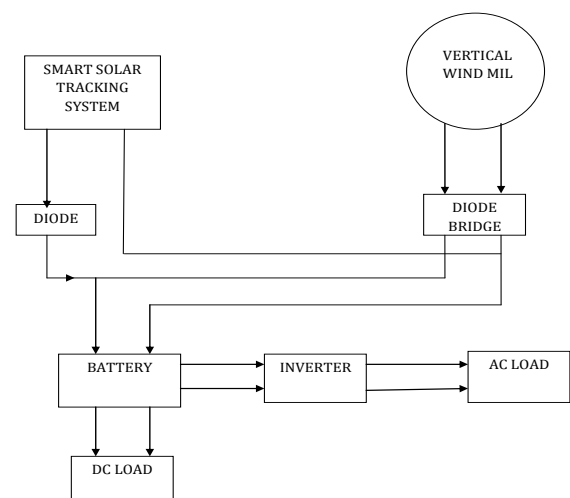 SMART SOLAR
TRACKING
SYSTEM
VERTICAL
WIND MIL
DIODE
DIODE
BRIDGE
BATTERY
INVERTER
AC LOAD
DC LOAD